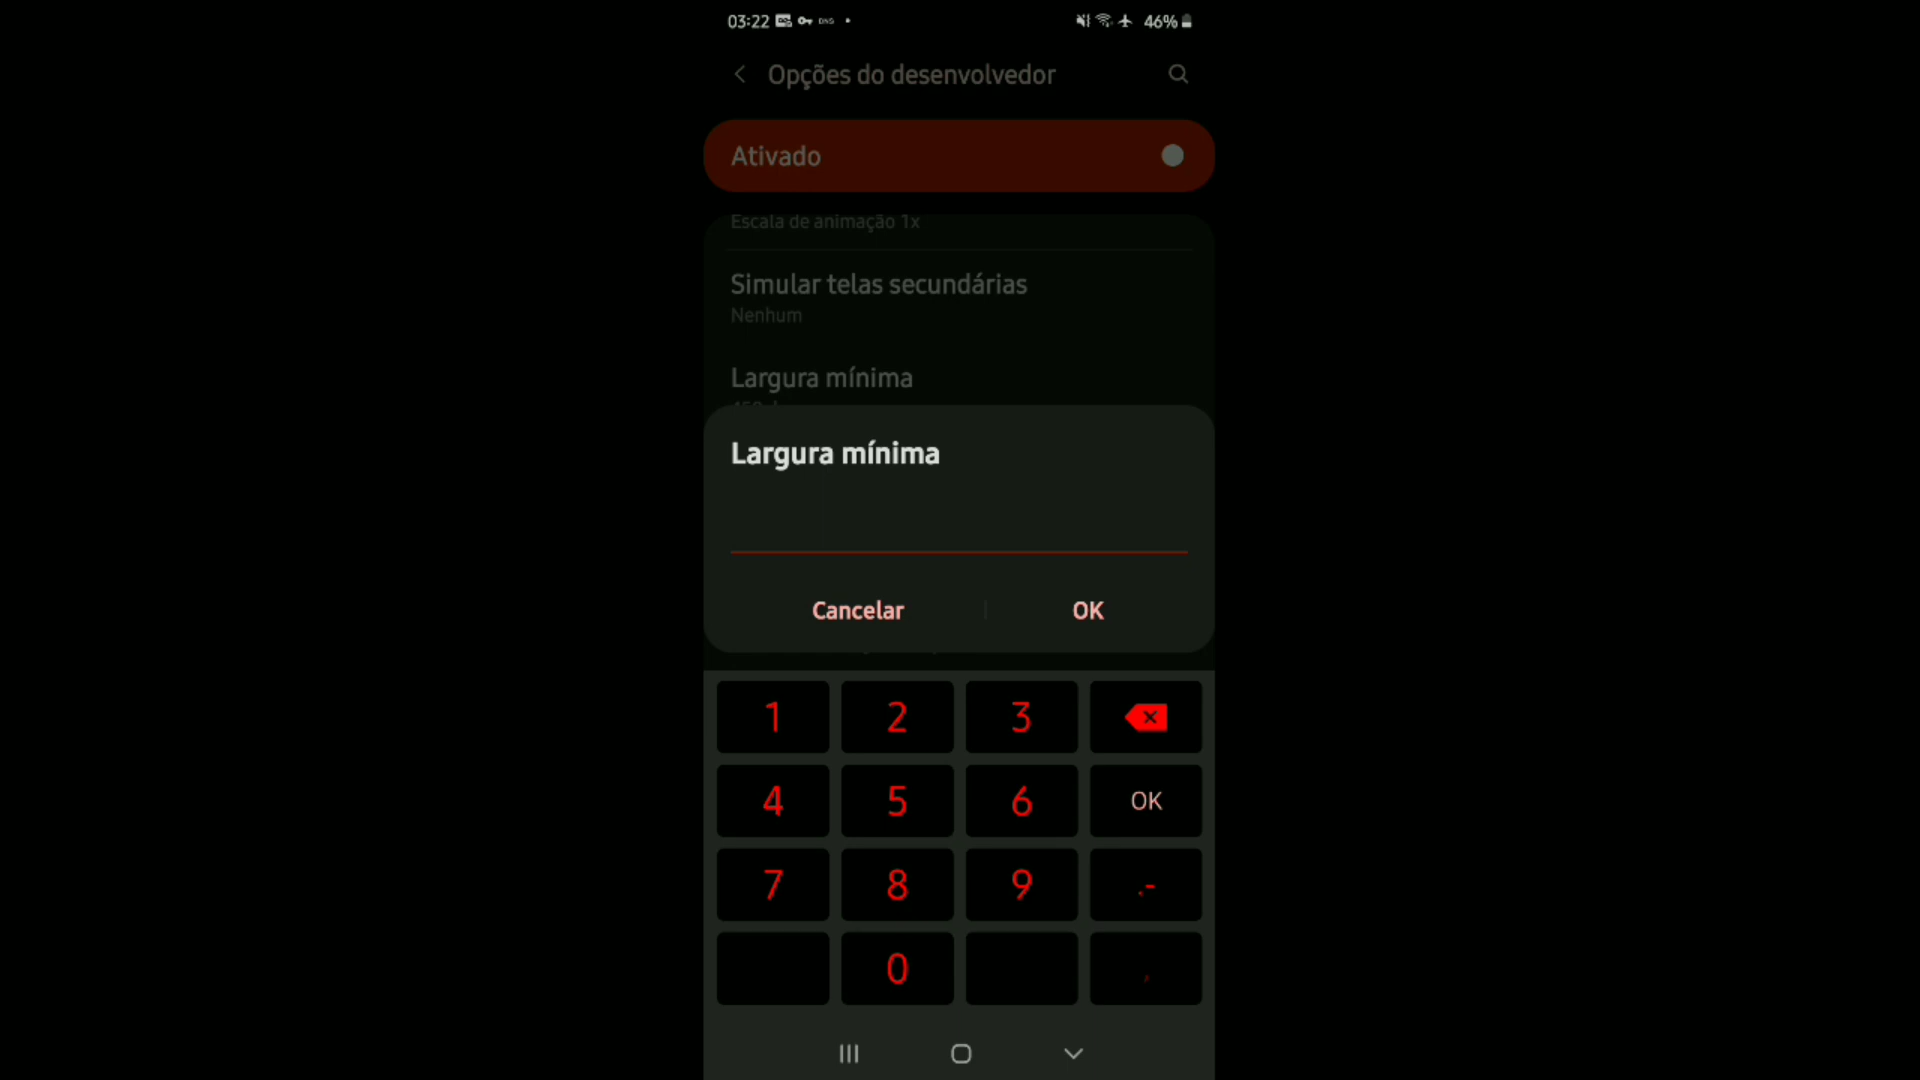 03:22 DNS 46%
Opções do desenvolvedor
Ativado
Escala de animação 1x
Simular telas secundárias
Nenhum
Largura mínima
Largura mínima
Cancelar OK
1 2 3
4 5 6 OK
7 8 9 .-
0 ,